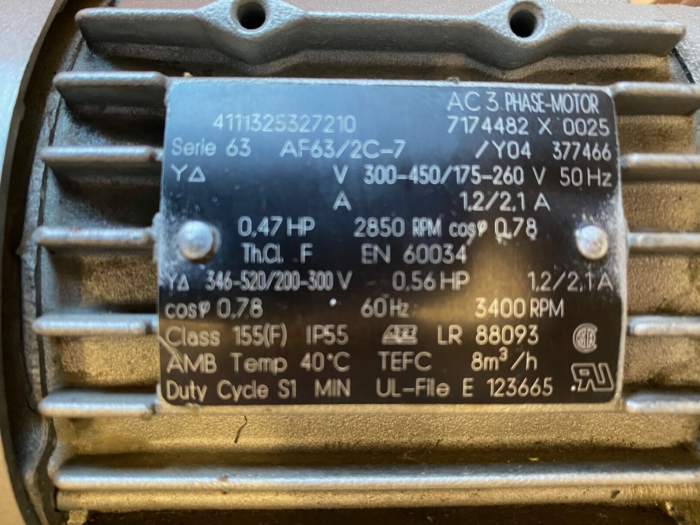 AC 3 PHASE-MOTOR
4111325327210 7174482 X 0025
Serie 63 AF63/2C-7 /Y04 377466
Y∆ V 300-450/175-260 V 50 Hz
A 1,2/2,1 A
0,47 HP 2850 RPM cosφ 0,78
Th.Cl. F EN 60034
Y∆ 346-520/200-300 V 0,56 HP 1,2/2,1 A
cosφ 0,78 60 Hz 3400 RPM
Class 155(F) IP55 LR 88093
AMB Temp 40°C TEFC 8m³/h
Duty Cycle S1 MIN UL-File E 123665